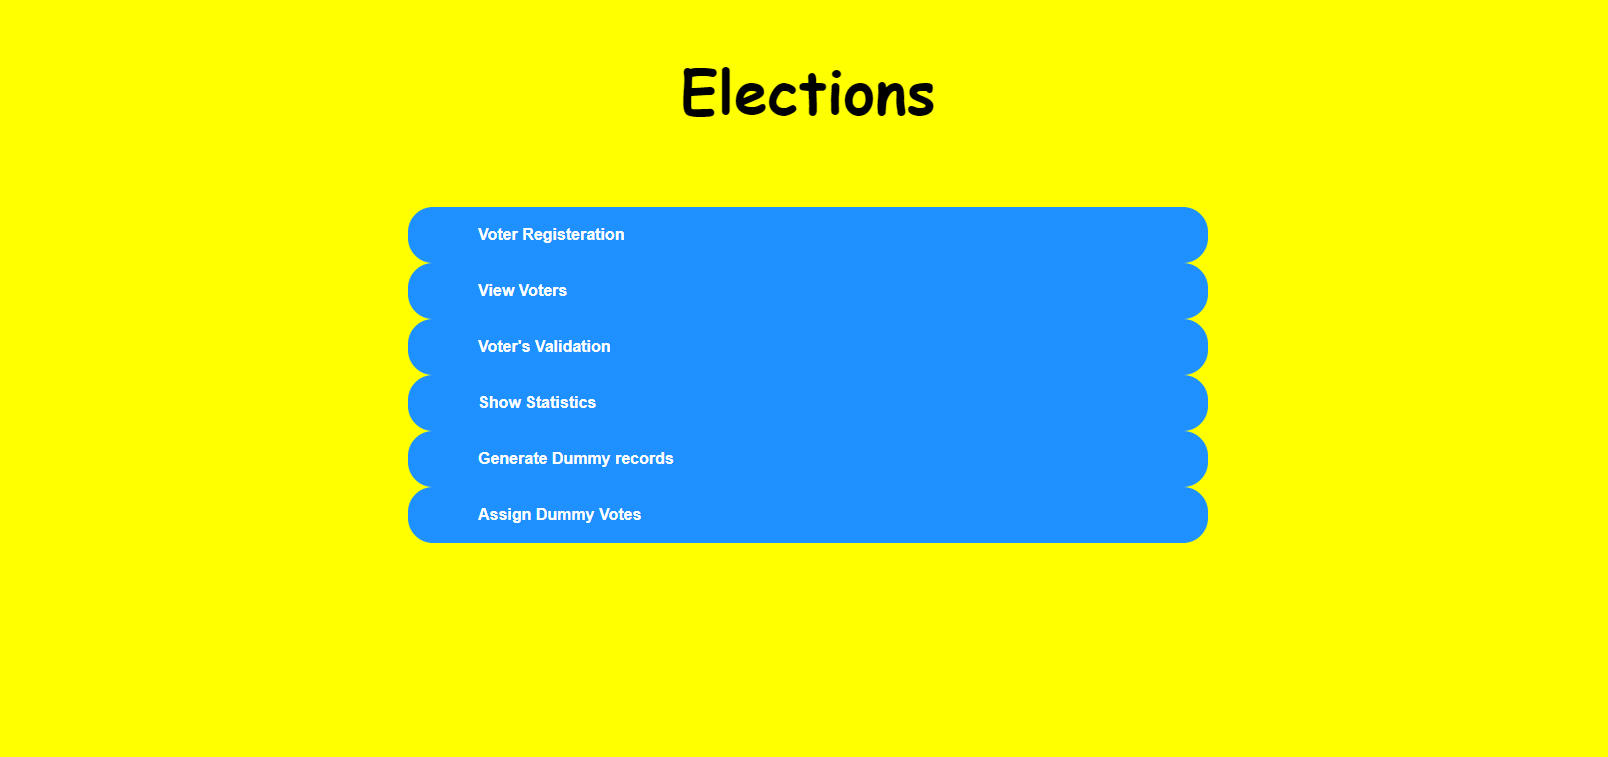 Elections
Voter Registeration
View Voters
Voter's Validation
Show Statistics
Generate Dummy records
Assign Dummy Votes